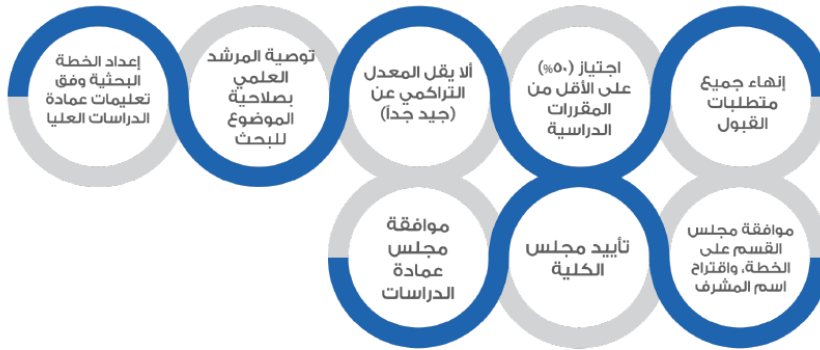 إنهاء جميع
متطلبات
القبول
اجتياز (٥٠%)
على الأقل من
المقررات
الدراسية
ألا يقل المعدل
التراكمي عن
(جيد جداً)
توصية المرشد
العلمي
بصلاحية
الموضوع
للبحث
إعداد الخطة
البحثية وفق
تعليمات عمادة
الدراسات العليا
موافقة مجلس
القسم على
الخطة، واقتراح
اسم المشرف
تأييد مجلس
الكلية
موافقة
مجلس
عمادة
الدراسات